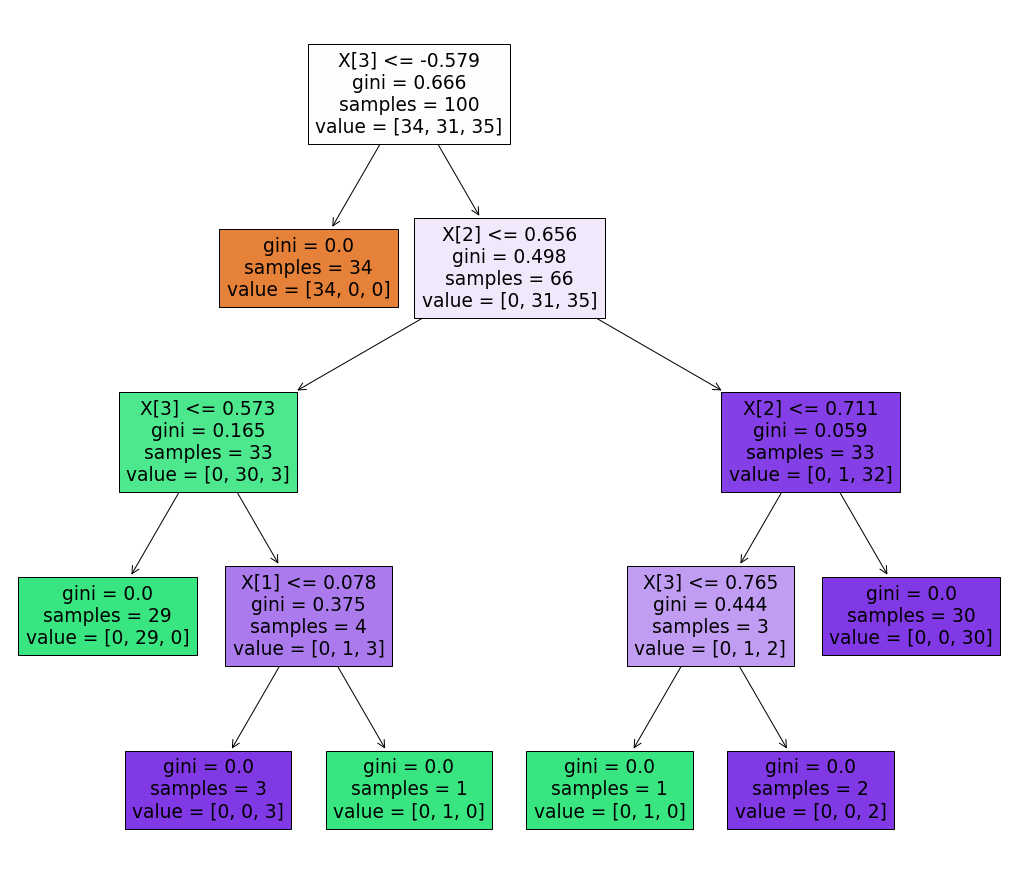 X[3] <= -0.579
gini = 0.666
samples = 100
value = [34, 31, 35]
gini = 0.0
samples = 34
value = [34, 0, 0]
X[2] <= 0.656
gini = 0.498
samples = 66
value = [0, 31, 35]
X[3] <= 0.573
gini = 0.165
samples = 33
value = [0, 30, 3]
X[2] <= 0.711
gini = 0.059
samples = 33
value = [0, 1, 32]
gini = 0.0
samples = 29
value = [0, 29, 0]
X[1] <= 0.078
gini = 0.375
samples = 4
value = [0, 1, 3]
X[3] <= 0.765
gini = 0.444
samples = 3
value = [0, 1, 2]
gini = 0.0
samples = 30
value = [0, 0, 30]
gini = 0.0
samples = 3
value = [0, 0, 3]
gini = 0.0
samples = 1
value = [0, 1, 0]
gini = 0.0
samples = 1
value = [0, 1, 0]
gini = 0.0
samples = 2
value = [0, 0, 2]